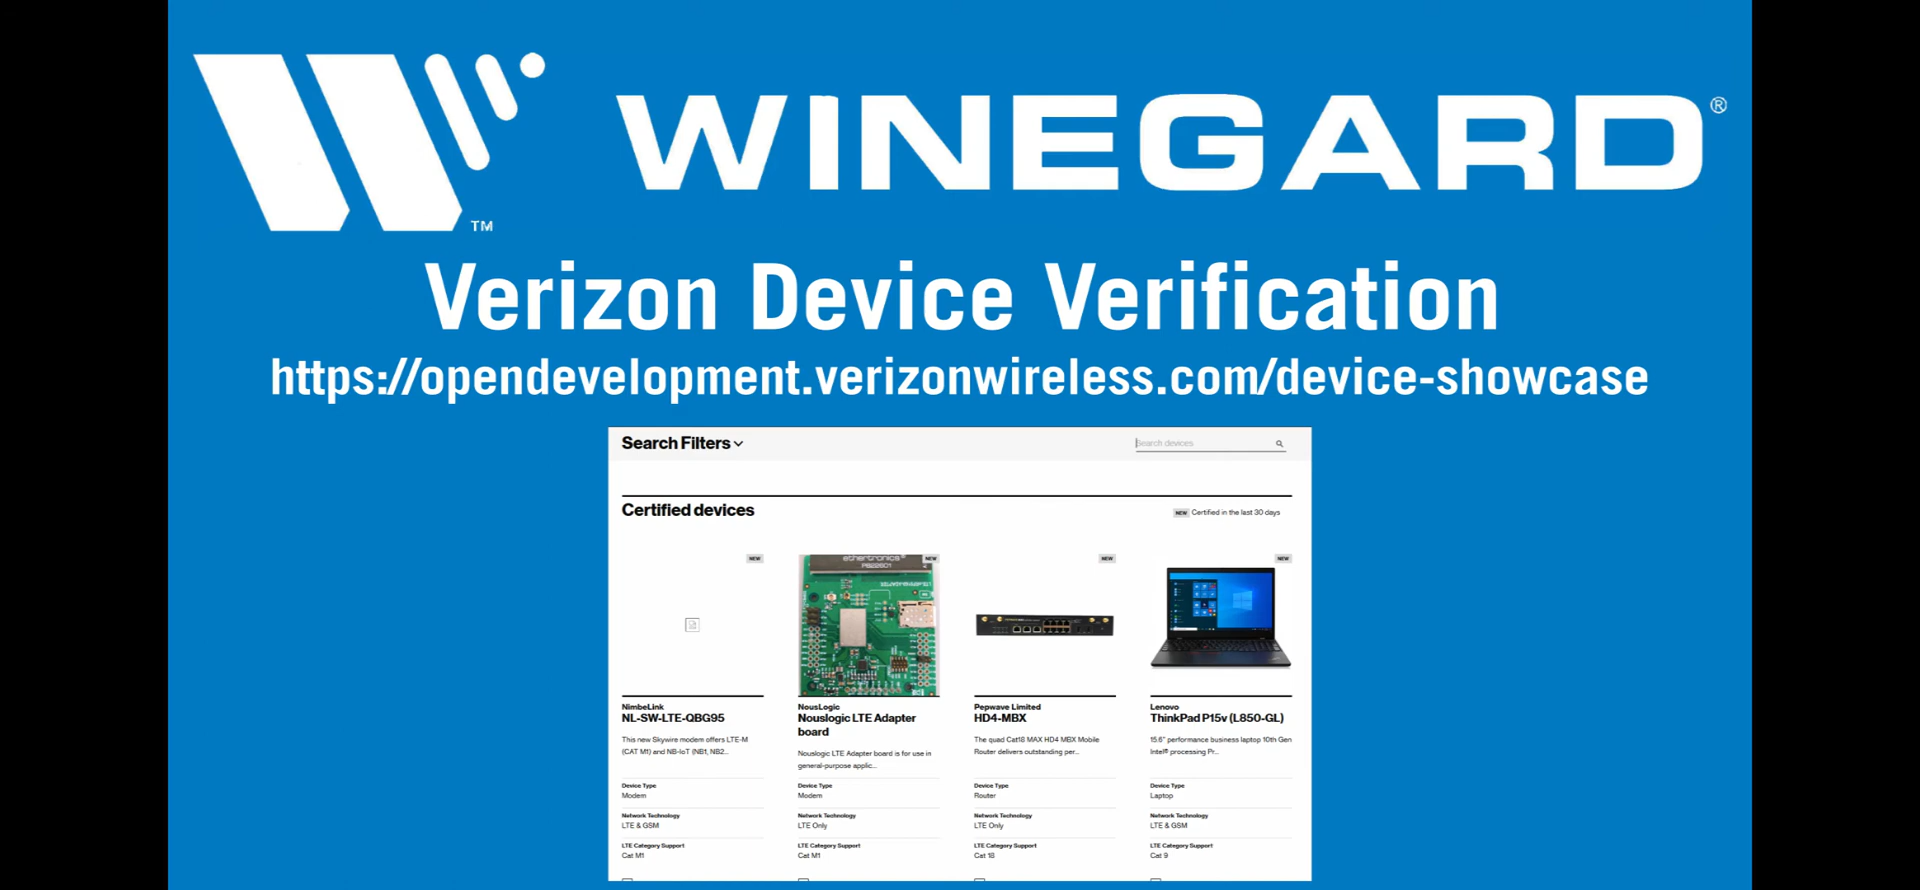 WINEGARD®
TM
Verizon Device Verification
https://opendevelopment.verizonwireless.com/device-showcase
Search Filters
Search devices
Certified devices
NEW Certified in the last 30 days
NEW
NEW
NEW
NEW
ethertronics
P822601
NimbeLink
NL-SW-LTE-QBG95
This new Skywire modem offers LTE-M
(CAT M1) and NB-IoT (NB1, NB2...
Device Type
Modem
Network Technology
LTE & GSM
LTE Category Support
Cat M1
NousLogic
Nouslogic LTE Adapter
board
Nouslogic LTE Adapter board is for use in
general-purpose applic...
Device Type
Modem
Network Technology
LTE Only
LTE Category Support
Cat M1
Pepwave Limited
HD4-MBX
The quad Cat18 MAX HD4 MBX Mobile
Router delivers outstanding per...
Device Type
Router
Network Technology
LTE Only
LTE Category Support
Cat 18
Lenovo
ThinkPad P15v (L850-GL)
15.6" performance business laptop 10th Gen
Intel® processing Pr...
Device Type
Laptop
Network Technology
LTE & GSM
LTE Category Support
Cat 9